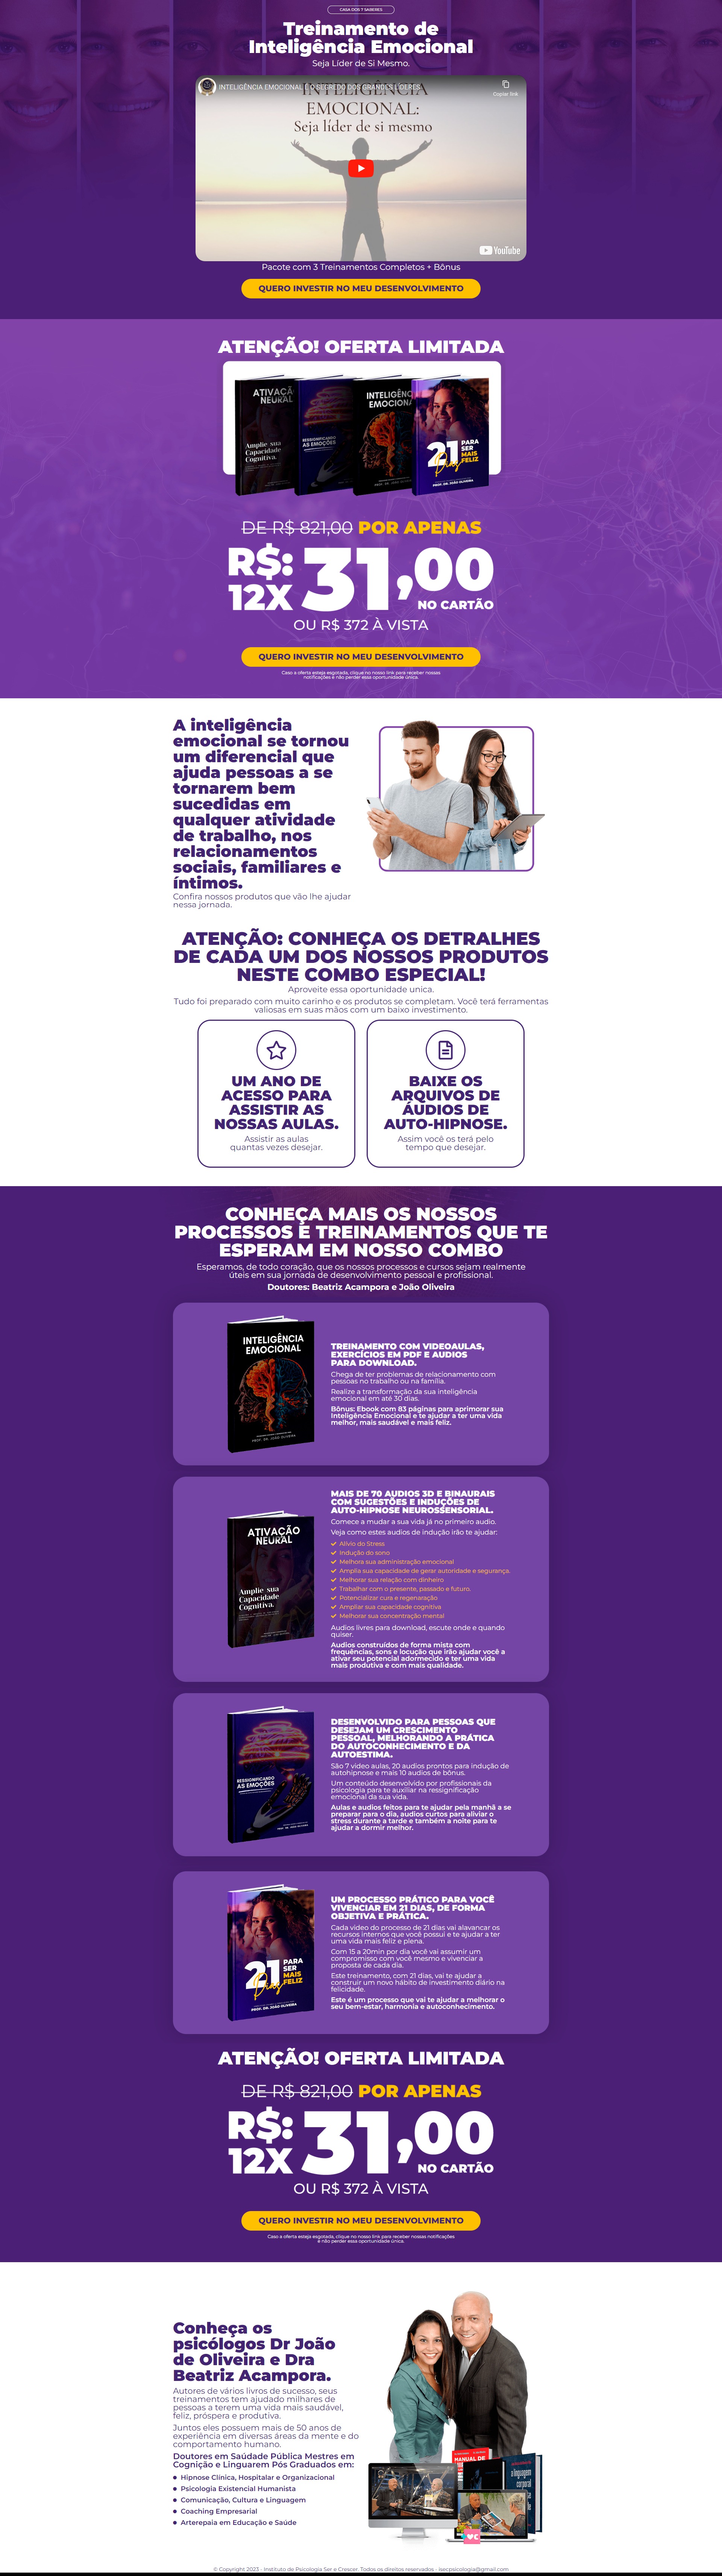 CASA DOS 7 SABERES
Treinamento de
Inteligência Emocional
Seja Líder de Si Mesmo.
INTELIGÊNCIA EMOCIONAL É O SEGREDO DOS GRANDES LÍDERES
Copiar link
INTELIGÊNCIA
EMOCIONAL:
Seja líder de si mesmo
YouTube
Pacote com 3 Treinamentos Completos + Bônus
QUERO INVESTIR NO MEU DESENVOLVIMENTO
ATENÇÃO! OFERTA LIMITADA
ATIVAÇÃ
NEURAL
Amplie sua
Capacidade
Cognitiva.
RESSIGNIFICANDO
AS EMOÇÕES
INTELIGÊNC
EMOCIONA
21
Dias
PARA
SER
MAIS
FELIZ
PROF. DR. JOÃO OLIVEIRA
DE R$ 821,00 POR APENAS
R$:
12X
31,00
NO CARTÃO
OU R$ 372 À VISTA
QUERO INVESTIR NO MEU DESENVOLVIMENTO
Caso a oferta esteja esgotada, clique no nosso link para receber nossas
notificações e não perder essa oportunidade única.
A inteligência
emocional se tornou
um diferencial que
ajuda pessoas a se
tornarem bem
sucedidas em
qualquer atividade
de trabalho, nos
relacionamentos
sociais, familiares e
íntimos.
Confira nossos produtos que vão lhe ajudar
nessa jornada.
ATENÇÃO: CONHEÇA OS DETRALHES
DE CADA UM DOS NOSSOS PRODUTOS
NESTE COMBO ESPECIAL!
Aproveite essa oportunidade unica.
Tudo foi preparado com muito carinho e os produtos se completam. Você terá ferramentas
valiosas em suas mãos com um baixo investimento.
UM ANO DE
ACESSO PARA
ASSISTIR AS
NOSSAS AULAS.
Assistir as aulas
quantas vezes desejar.
BAIXE OS
ARQUIVOS DE
ÁUDIOS DE
AUTO-HIPNOSE.
Assim você os terá pelo
tempo que desejar.
CONHEÇA MAIS OS NOSSOS
PROCESSOS E TREINAMENTOS QUE TE
ESPERAM EM NOSSO COMBO
Esperamos, de todo coração, que os nossos processos e cursos sejam realmente
úteis em sua jornada de desenvolvimento pessoal e profissional.
Doutores: Beatriz Acampora e João Oliveira
INTELIGÊNCIA
EMOCIONAL
PROF. DR. JOÃO OLIVEIRA
TREINAMENTO COM VIDEOAULAS,
EXERCÍCIOS EM PDF E AUDIOS
PARA DOWNLOAD.
Chega de ter problemas de relacionamento com
pessoas no trabalho ou na família.
Realize a transformação da sua inteligência
emocional em até 30 dias.
Bônus: Ebook com 83 páginas para aprimorar sua
Inteligência Emocional e te ajudar a ter uma vida
melhor, mais saudável e mais feliz.
ATIVAÇÃO
NEURAL
Amplie sua
Capacidade
Cognitiva.
MAIS DE 70 AUDIOS 3D E BINAURAIS
COM SUGESTÕES E INDUÇÕES DE
AUTO-HIPNOSE NEUROSSENSORIAL.
Comece a mudar a sua vida já no primeiro audio.
Veja como estes audios de indução irão te ajudar:
Alívio do Stress
Indução do sono
Melhora sua administração emocional
Amplia sua capacidade de gerar autoridade e segurança.
Melhorar sua relação com dinheiro
Trabalhar com o presente, passado e futuro.
Potencializar cura e regenaração
Ampliar sua capacidade cognitiva
Melhorar sua concentração mental
Audios livres para download, escute onde e quando
quiser.
Audios construídos de forma mista com
frequências, sons e locução que irão ajudar você a
ativar seu potencial adormecido e ter uma vida
mais produtiva e com mais qualidade.
RESSIGNIFICANDO
AS EMOÇÕES
DESENVOLVIDO PARA PESSOAS QUE
DESEJAM UM CRESCIMENTO
PESSOAL, MELHORANDO A PRÁTICA
DO AUTOCONHECIMENTO E DA
AUTOESTIMA.
São 7 video aulas, 20 audios prontos para indução de
autohipnose e mais 10 audios de bônus.
Um conteúdo desenvolvido por profissionais da
psicologia para te auxiliar na ressignificação
emocional da sua vida.
Aulas e audios feitos para te ajudar pela manhã a se
preparar para o dia, audios curtos para aliviar o
stress durante a tarde e também a noite para te
ajudar a dormir melhor.
21
Dias
PARA
SER
MAIS
FELIZ
PROF. DR. JOÃO OLIVEIRA
UM PROCESSO PRÁTICO PARA VOCÊ
VIVENCIAR EM 21 DIAS, DE FORMA
OBJETIVA E PRÁTICA.
Cada video do processo de 21 dias vai alavancar os
recursos internos que você possui e te ajudar a ter
uma vida mais feliz e plena.
Com 15 a 20min por dia você vai assumir um
compromisso com você mesmo e vivenciar a
proposta de cada dia.
Este treinamento, com 21 dias, vai te ajudar a
construir um novo hábito de investimento diário na
felicidade.
Este é um processo que vai te ajudar a melhorar o
seu bem-estar, harmonia e autoconhecimento.
ATENÇÃO! OFERTA LIMITADA
DE R$ 821,00 POR APENAS
R$:
12X
31,00
NO CARTÃO
OU R$ 372 À VISTA
QUERO INVESTIR NO MEU DESENVOLVIMENTO
Caso a oferta esteja esgotada, clique no nosso link para receber nossas notificações
e não perder essa oportunidade única.
Conheça os
psicólogos Dr João
de Oliveira e Dra
Beatriz Acampora.
Autores de vários livros de sucesso, seus
treinamentos tem ajudado milhares de
pessoas a terem uma vida mais saudável,
feliz, próspera e produtiva.
Juntos eles possuem mais de 50 anos de
experiência em diversas áreas da mente e do
comportamento humano.
Doutores em Saúdade Pública Mestres em
Cognição e Linguarem Pós Graduados em:
Hipnose Clínica, Hospitalar e Organizacional
Psicologia Existencial Humanista
Comunicação, Cultura e Linguagem
Coaching Empresarial
Arterepaia em Educação e Saúde
MANUAL DE
a linguagem
corporal
© Copyright 2023 - Instituto de Psicologia Ser e Crescer. Todos os direitos reservados - isecpsicologia@gmail.com